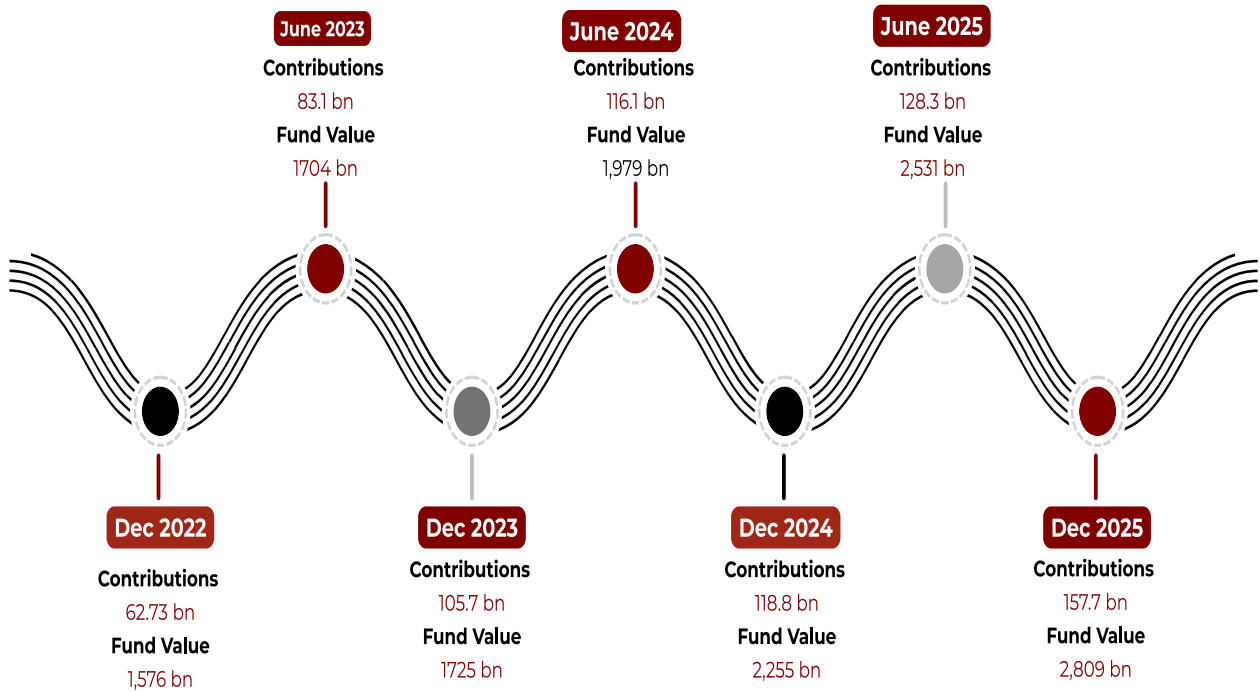 June 2023
Contributions
83.1 bn
Fund Value
1704 bn
June 2024
Contributions
116.1 bn
Fund Value
1,979 bn
June 2025
Contributions
128.3 bn
Fund Value
2,531 bn
Dec 2022
Contributions
62.73 bn
Fund Value
1,576 bn
Dec 2023
Contributions
105.7 bn
Fund Value
1725 bn
Dec 2024
Contributions
118.8 bn
Fund Value
2,255 bn
Dec 2025
Contributions
157.7 bn
Fund Value
2,809 bn